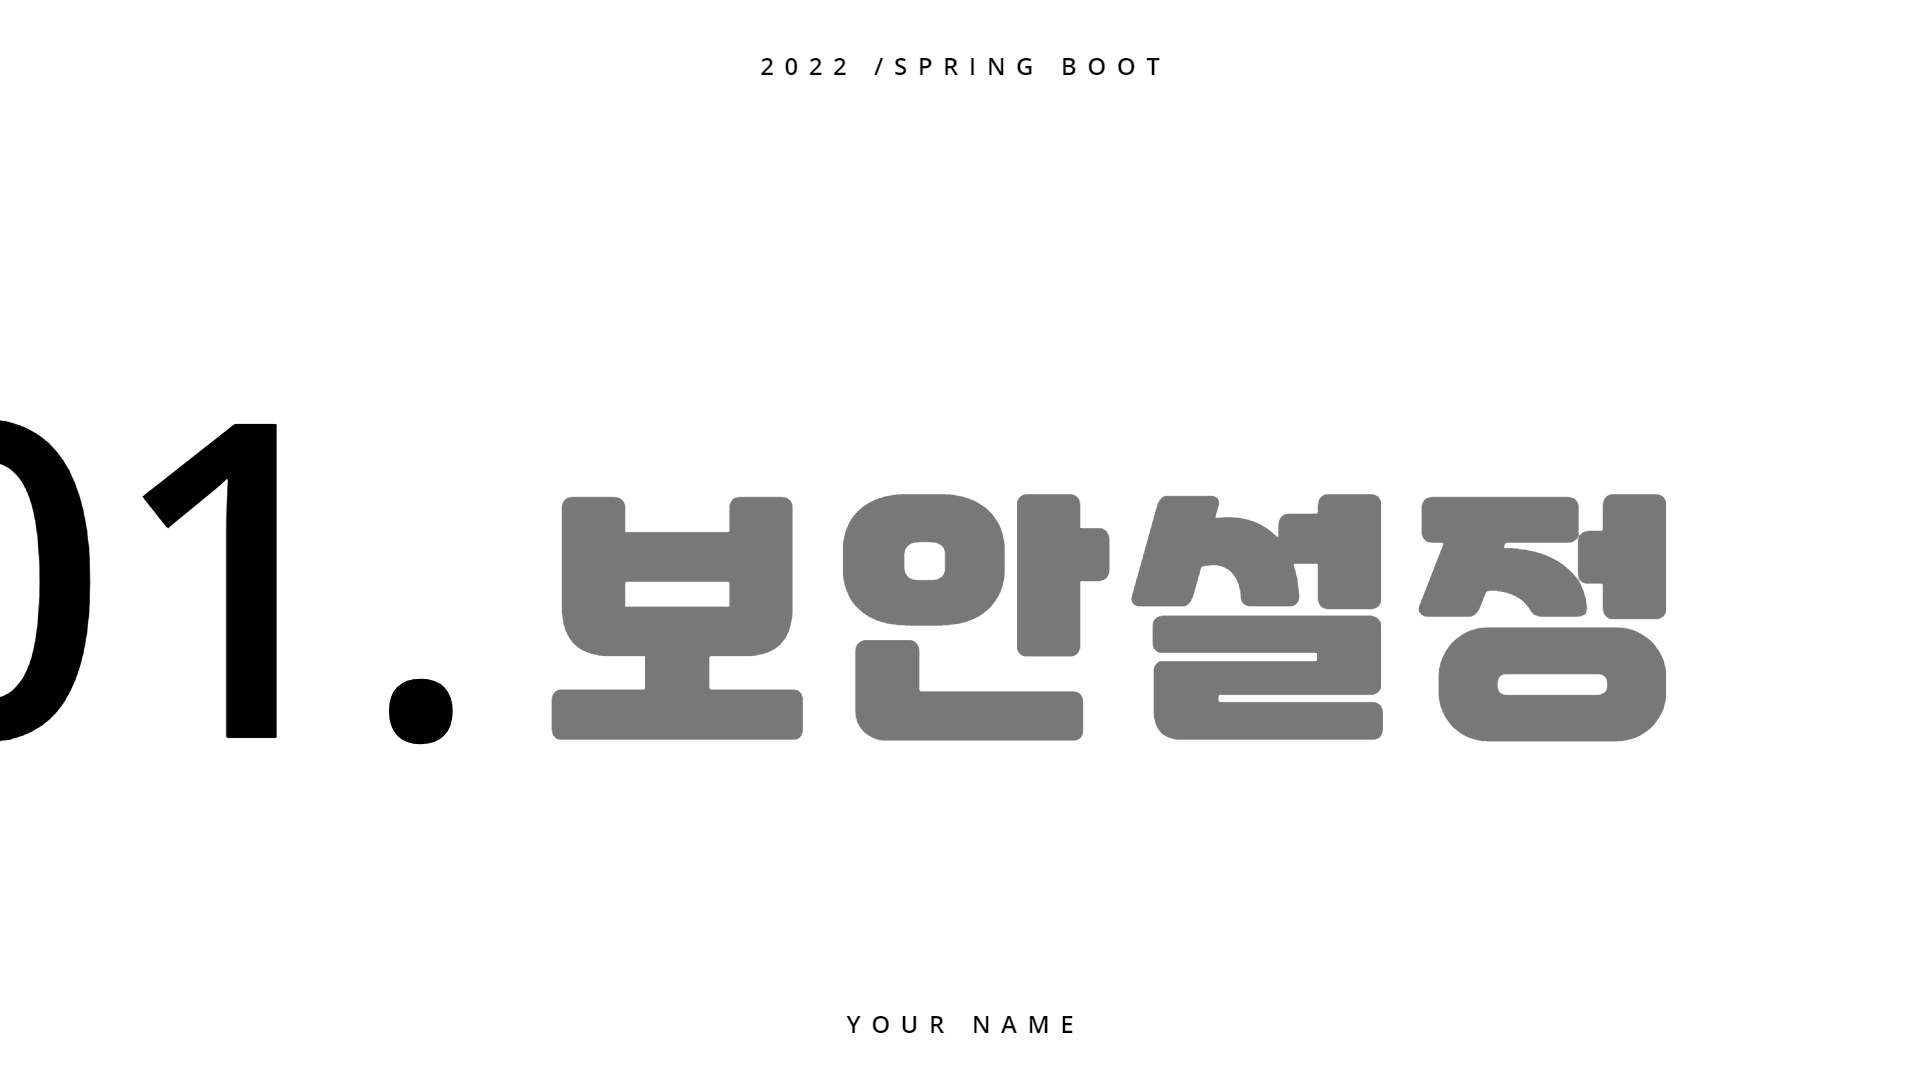 2022 /SPRING BOOT
01. 보안설정
YOUR NAME